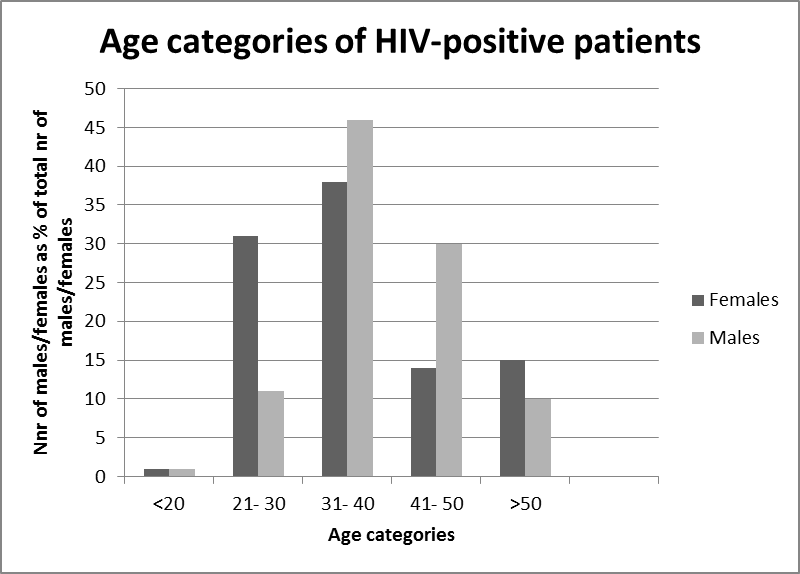 Age categories of HIV-positive patients
Nnr of males/females as % of total nr of
males/females
50
45
40
35
30
25
20
15
10
5
0
<20
21- 30
31- 40
41- 50
>50
Age categories
Females
Males